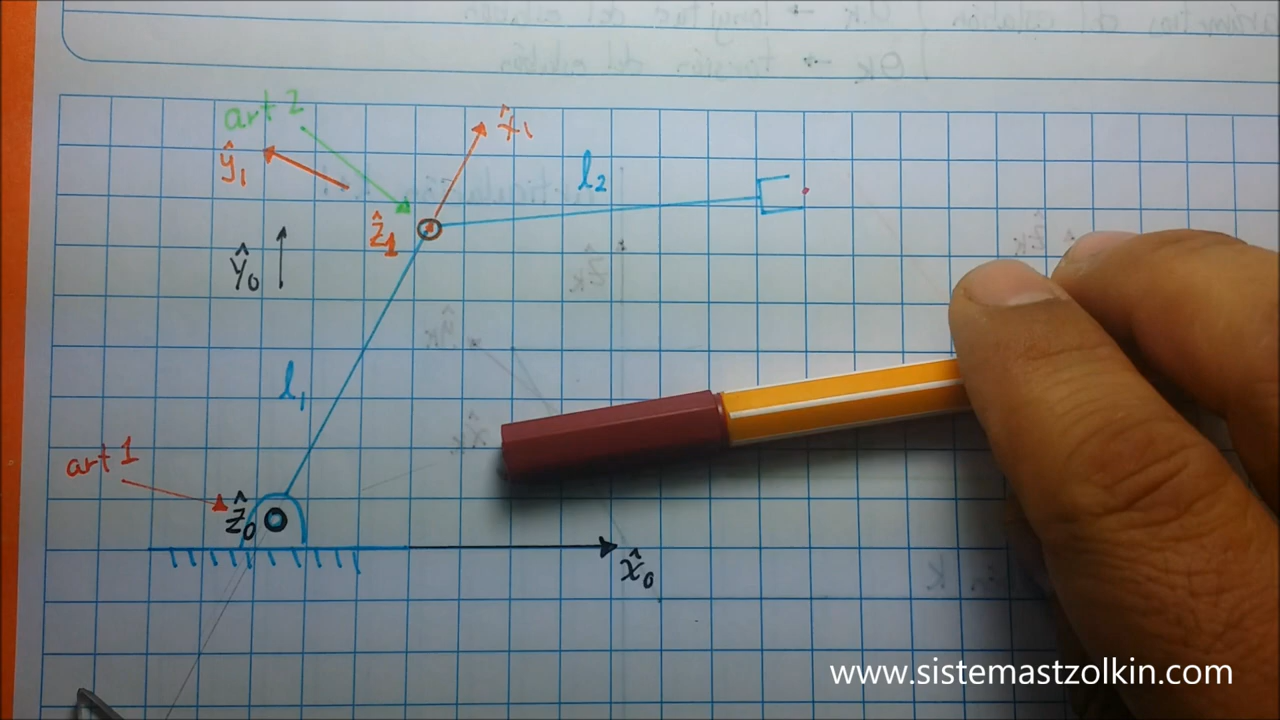 art 2
x̂₁
ŷ₁
l₂
ẑ₁
ŷ₀
l₁
art 1
ẑ₀
x̂₀
www.sistemastzolkin.com